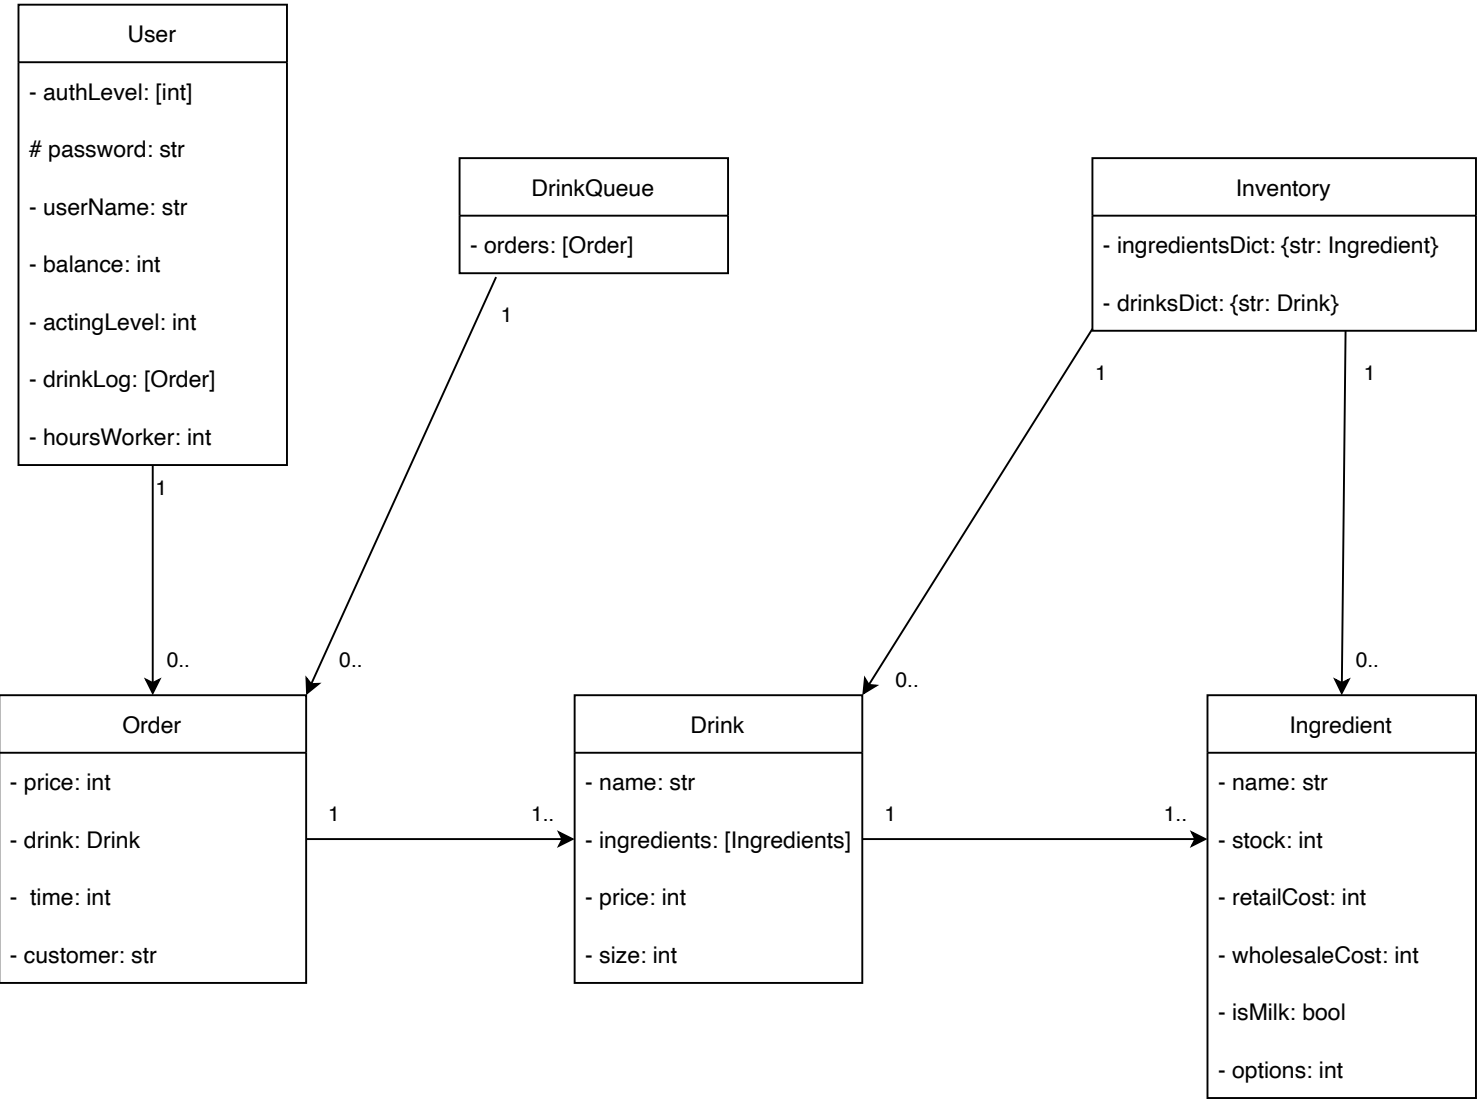 User
- authLevel: [int]
# password: str
- userName: str
- balance: int
- actingLevel: int
- drinkLog: [Order]
- hoursWorker: int
DrinkQueue
- orders: [Order]
Inventory
- ingredientsDict: {str: Ingredient}
- drinksDict: {str: Drink}
1
1
1
1
0..
0..
0..
0..
Order
- price: int
- drink: Drink
-  time: int
- customer: str
1
1..
Drink
- name: str
- ingredients: [Ingredients]
- price: int
- size: int
1
1..
Ingredient
- name: str
- stock: int
- retailCost: int
- wholesaleCost: int
- isMilk: bool
- options: int